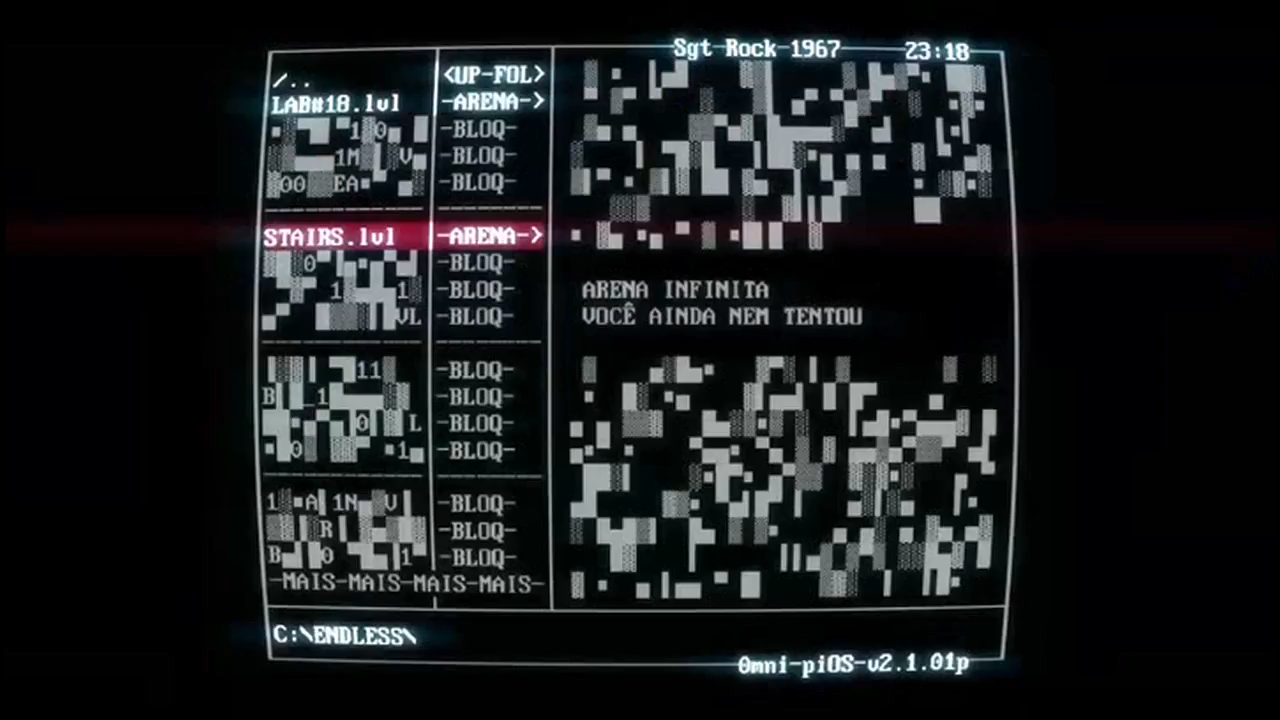 Sgt Rock 1967 23:18
/.. <UP-FOL>
LAB#18.lvl -ARENA->
-BLOQ-
-BLOQ-
-BLOQ-
STAIRS.lvl -ARENA->
-BLOQ-
-BLOQ-
-BLOQ-
ARENA INFINITA
VOCÊ AINDA NEM TENTOU
-BLOQ-
-BLOQ-
-BLOQ-
-BLOQ-
-BLOQ-
-BLOQ-
-BLOQ-
-MAIS-MAIS-MAIS-MAIS-
C:\ENDLESS\
0mni-piOS-v2.1.01p